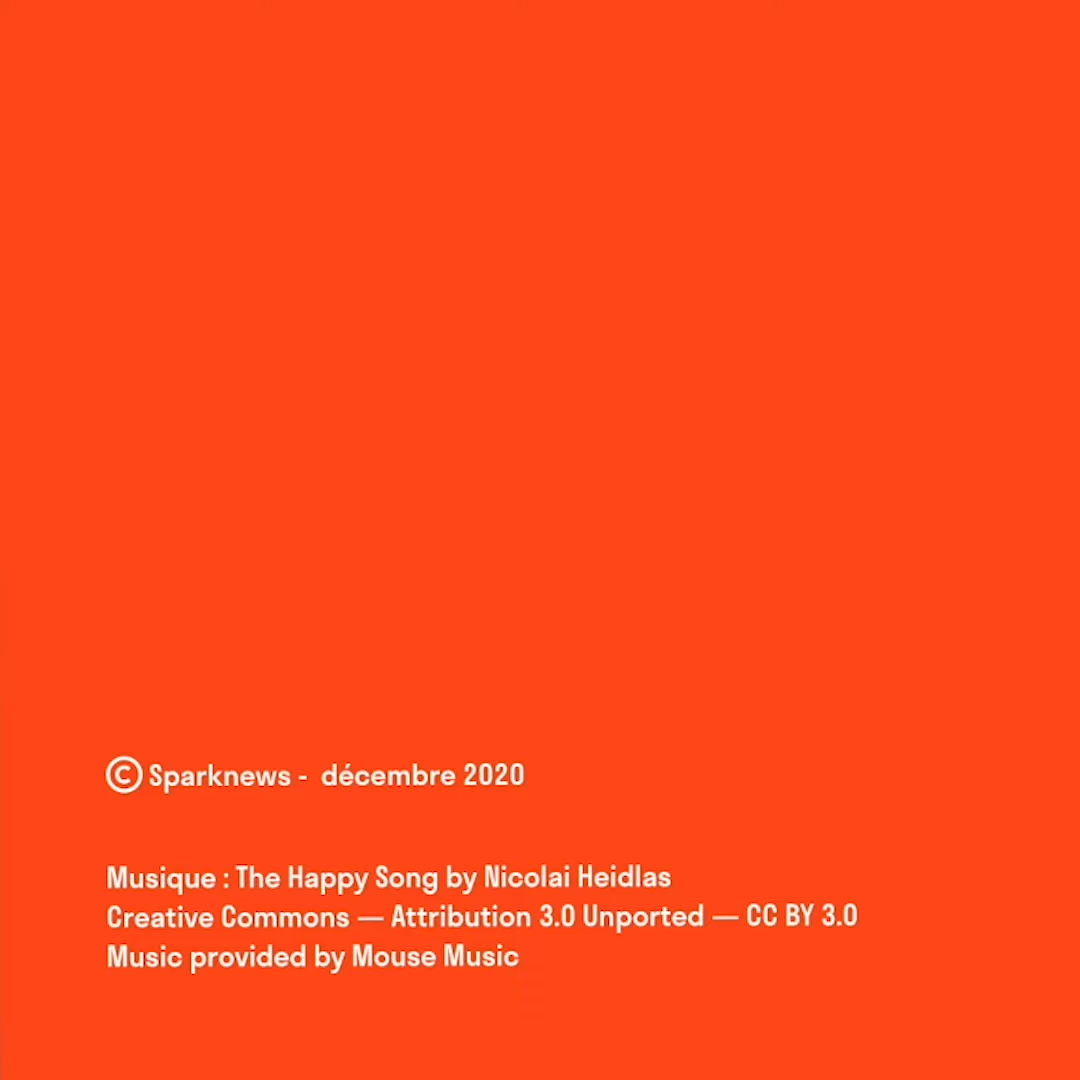 © Sparknews - décembre 2020
Musique : The Happy Song by Nicolai Heidlas
Creative Commons — Attribution 3.0 Unported — CC BY 3.0
Music provided by Mouse Music